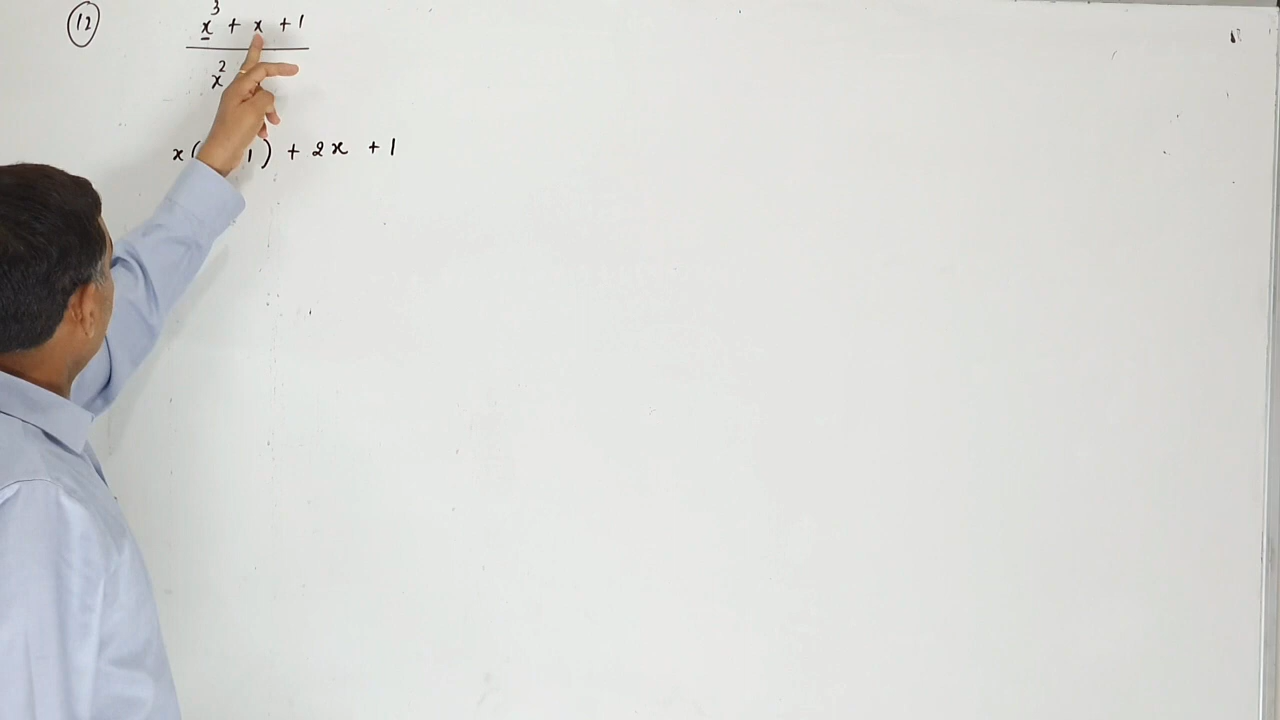 (12) x³ + x + 1
x²
x( 1) + 2x + 1